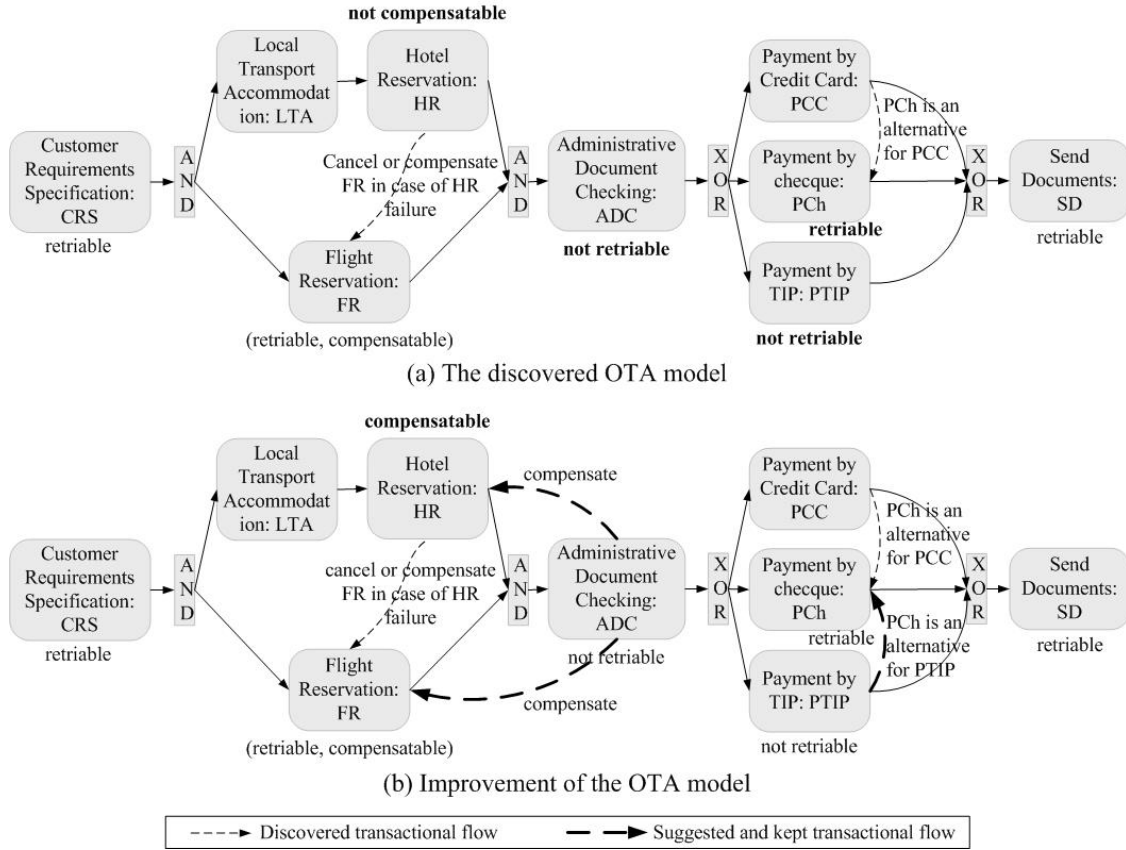 not compensatable
Local
Transport
Accommodat
ion: LTA
Hotel
Reservation:
HR
Customer
Requirements
Specification:
CRS
retriable
A
N
D
Cancel or compensate
FR in case of HR
failure
Flight
Reservation:
FR
(retriable, compensatable)
A
N
D
Administrative
Document
Checking:
ADC
not retriable
X
O
R
Payment by
Credit Card:
PCC
PCh is an
alternative
for PCC
Payment by
checque:
PCh
retriable
Payment by
TIP: PTIP
not retriable
X
O
R
Send
Documents:
SD
retriable
(a) The discovered OTA model
compensatable
Local
Transport
Accommodat
ion: LTA
Hotel
Reservation:
HR
compensate
Customer
Requirements
Specification:
CRS
retriable
A
N
D
cancel or compensate
FR in case of HR
failure
Flight
Reservation:
FR
(retriable, compensatable)
A
N
D
Administrative
Document
Checking:
ADC
not retriable
compensate
X
O
R
Payment by
Credit Card:
PCC
PCh is an
alternative
for PCC
Payment by
checque:
PCh
retriable
PCh is an
alternative
for PTIP
Payment by
TIP: PTIP
not retriable
X
O
R
Send
Documents:
SD
retriable
(b) Improvement of the OTA model
Discovered transactional flow
Suggested and kept transactional flow